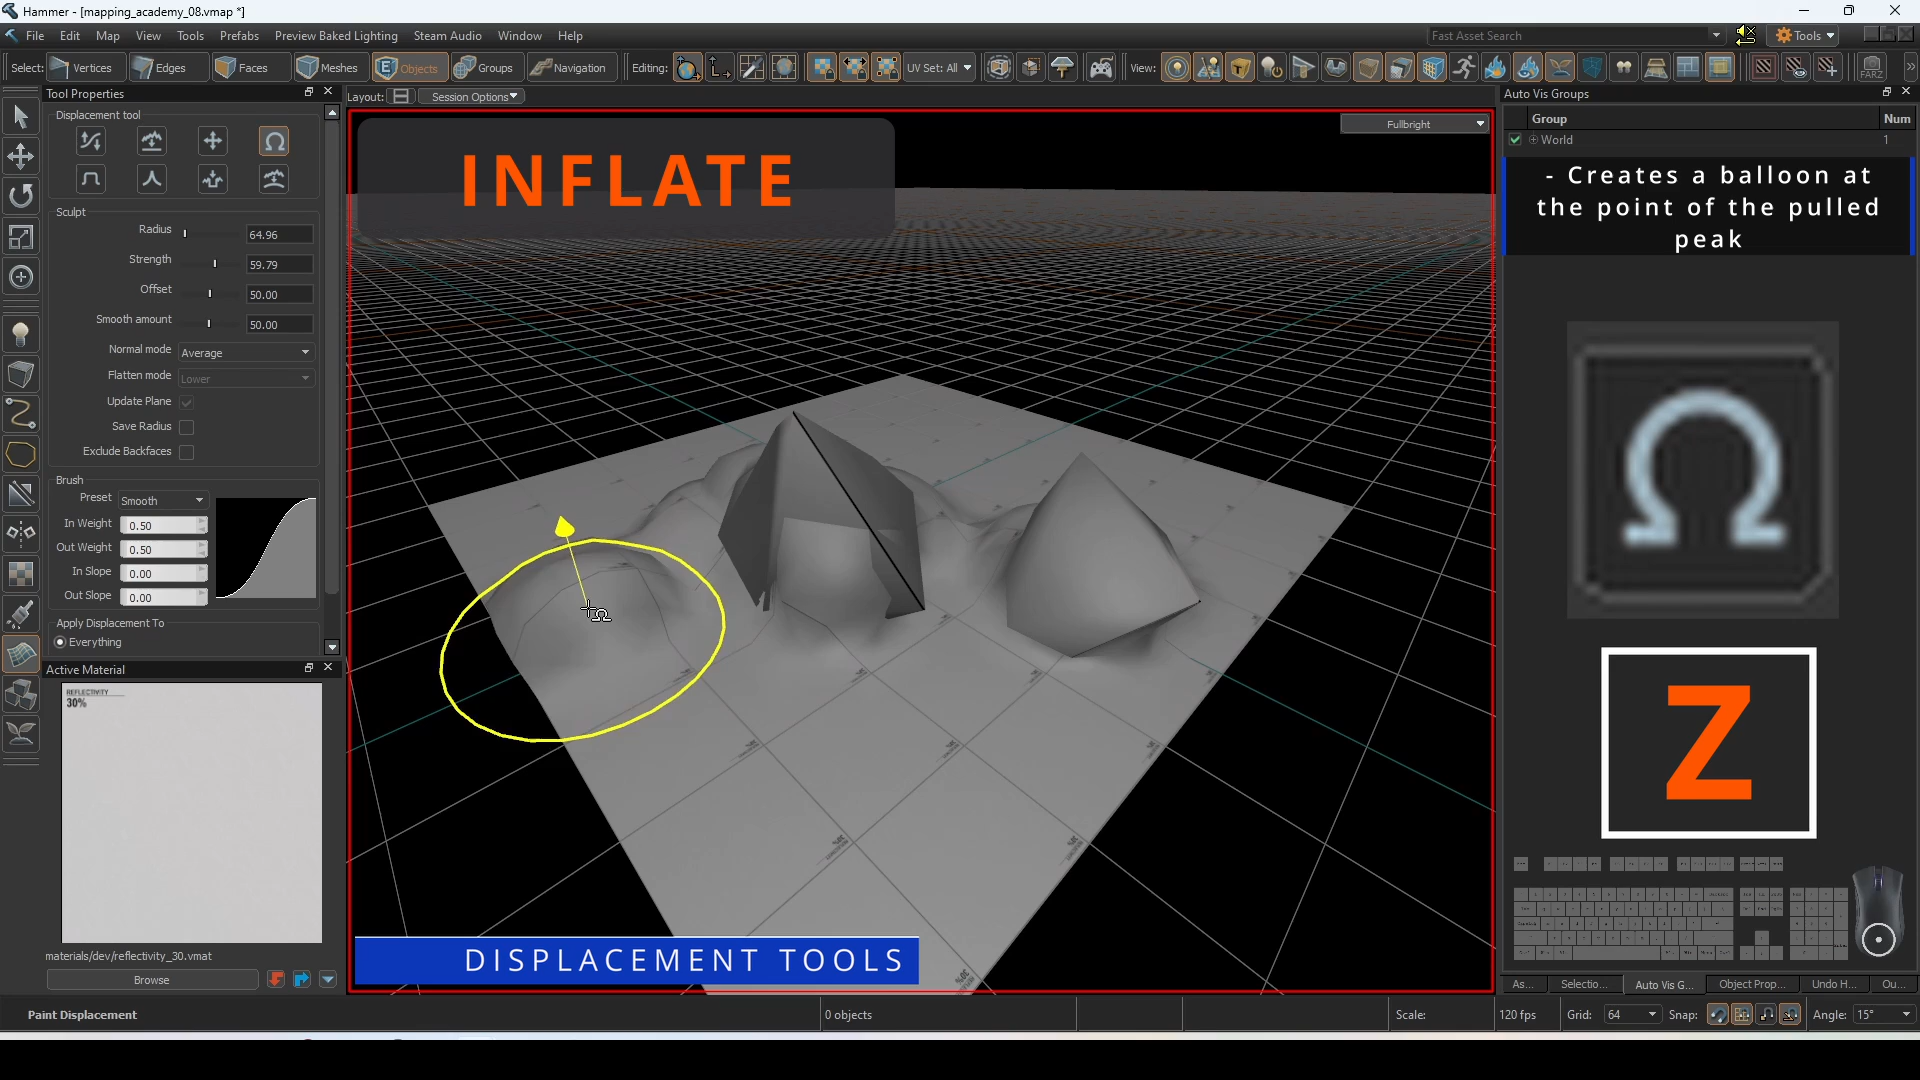 Hammer - [mapping_academy_08.vmap *]
File Edit Map View Tools Prefabs Preview Baked Lighting Steam Audio Window Help
Fast Asset Search
Tools
Select: Vertices Edges Faces Meshes Objects Groups Navigation Editing: UV Set: All View: FARZ
Tool Properties
Layout: Session Options
Auto Vis Groups
Displacement tool
Fullbright
Group Num
World 1
INFLATE
- Creates a balloon at
the point of the pulled
peak
Sculpt
Radius 64.96
Strength 59.79
Offset 50.00
Smooth amount 50.00
Normal mode Average
Flatten mode Lower
Update Plane
Save Radius
Exclude Backfaces
Brush
Preset Smooth
In Weight 0.50
Out Weight 0.50
In Slope 0.00
Out Slope 0.00
Apply Displacement To
Everything
Active Material
REFLECTIVITY
30%
Z
materials/dev/reflectivity_30.vmat
Browse
DISPLACEMENT TOOLS
As... Selectio... Auto Vis G... Object Prop... Undo H... Ou...
Paint Displacement 0 objects Scale: 120 fps Grid: 64 Snap: Angle: 15°